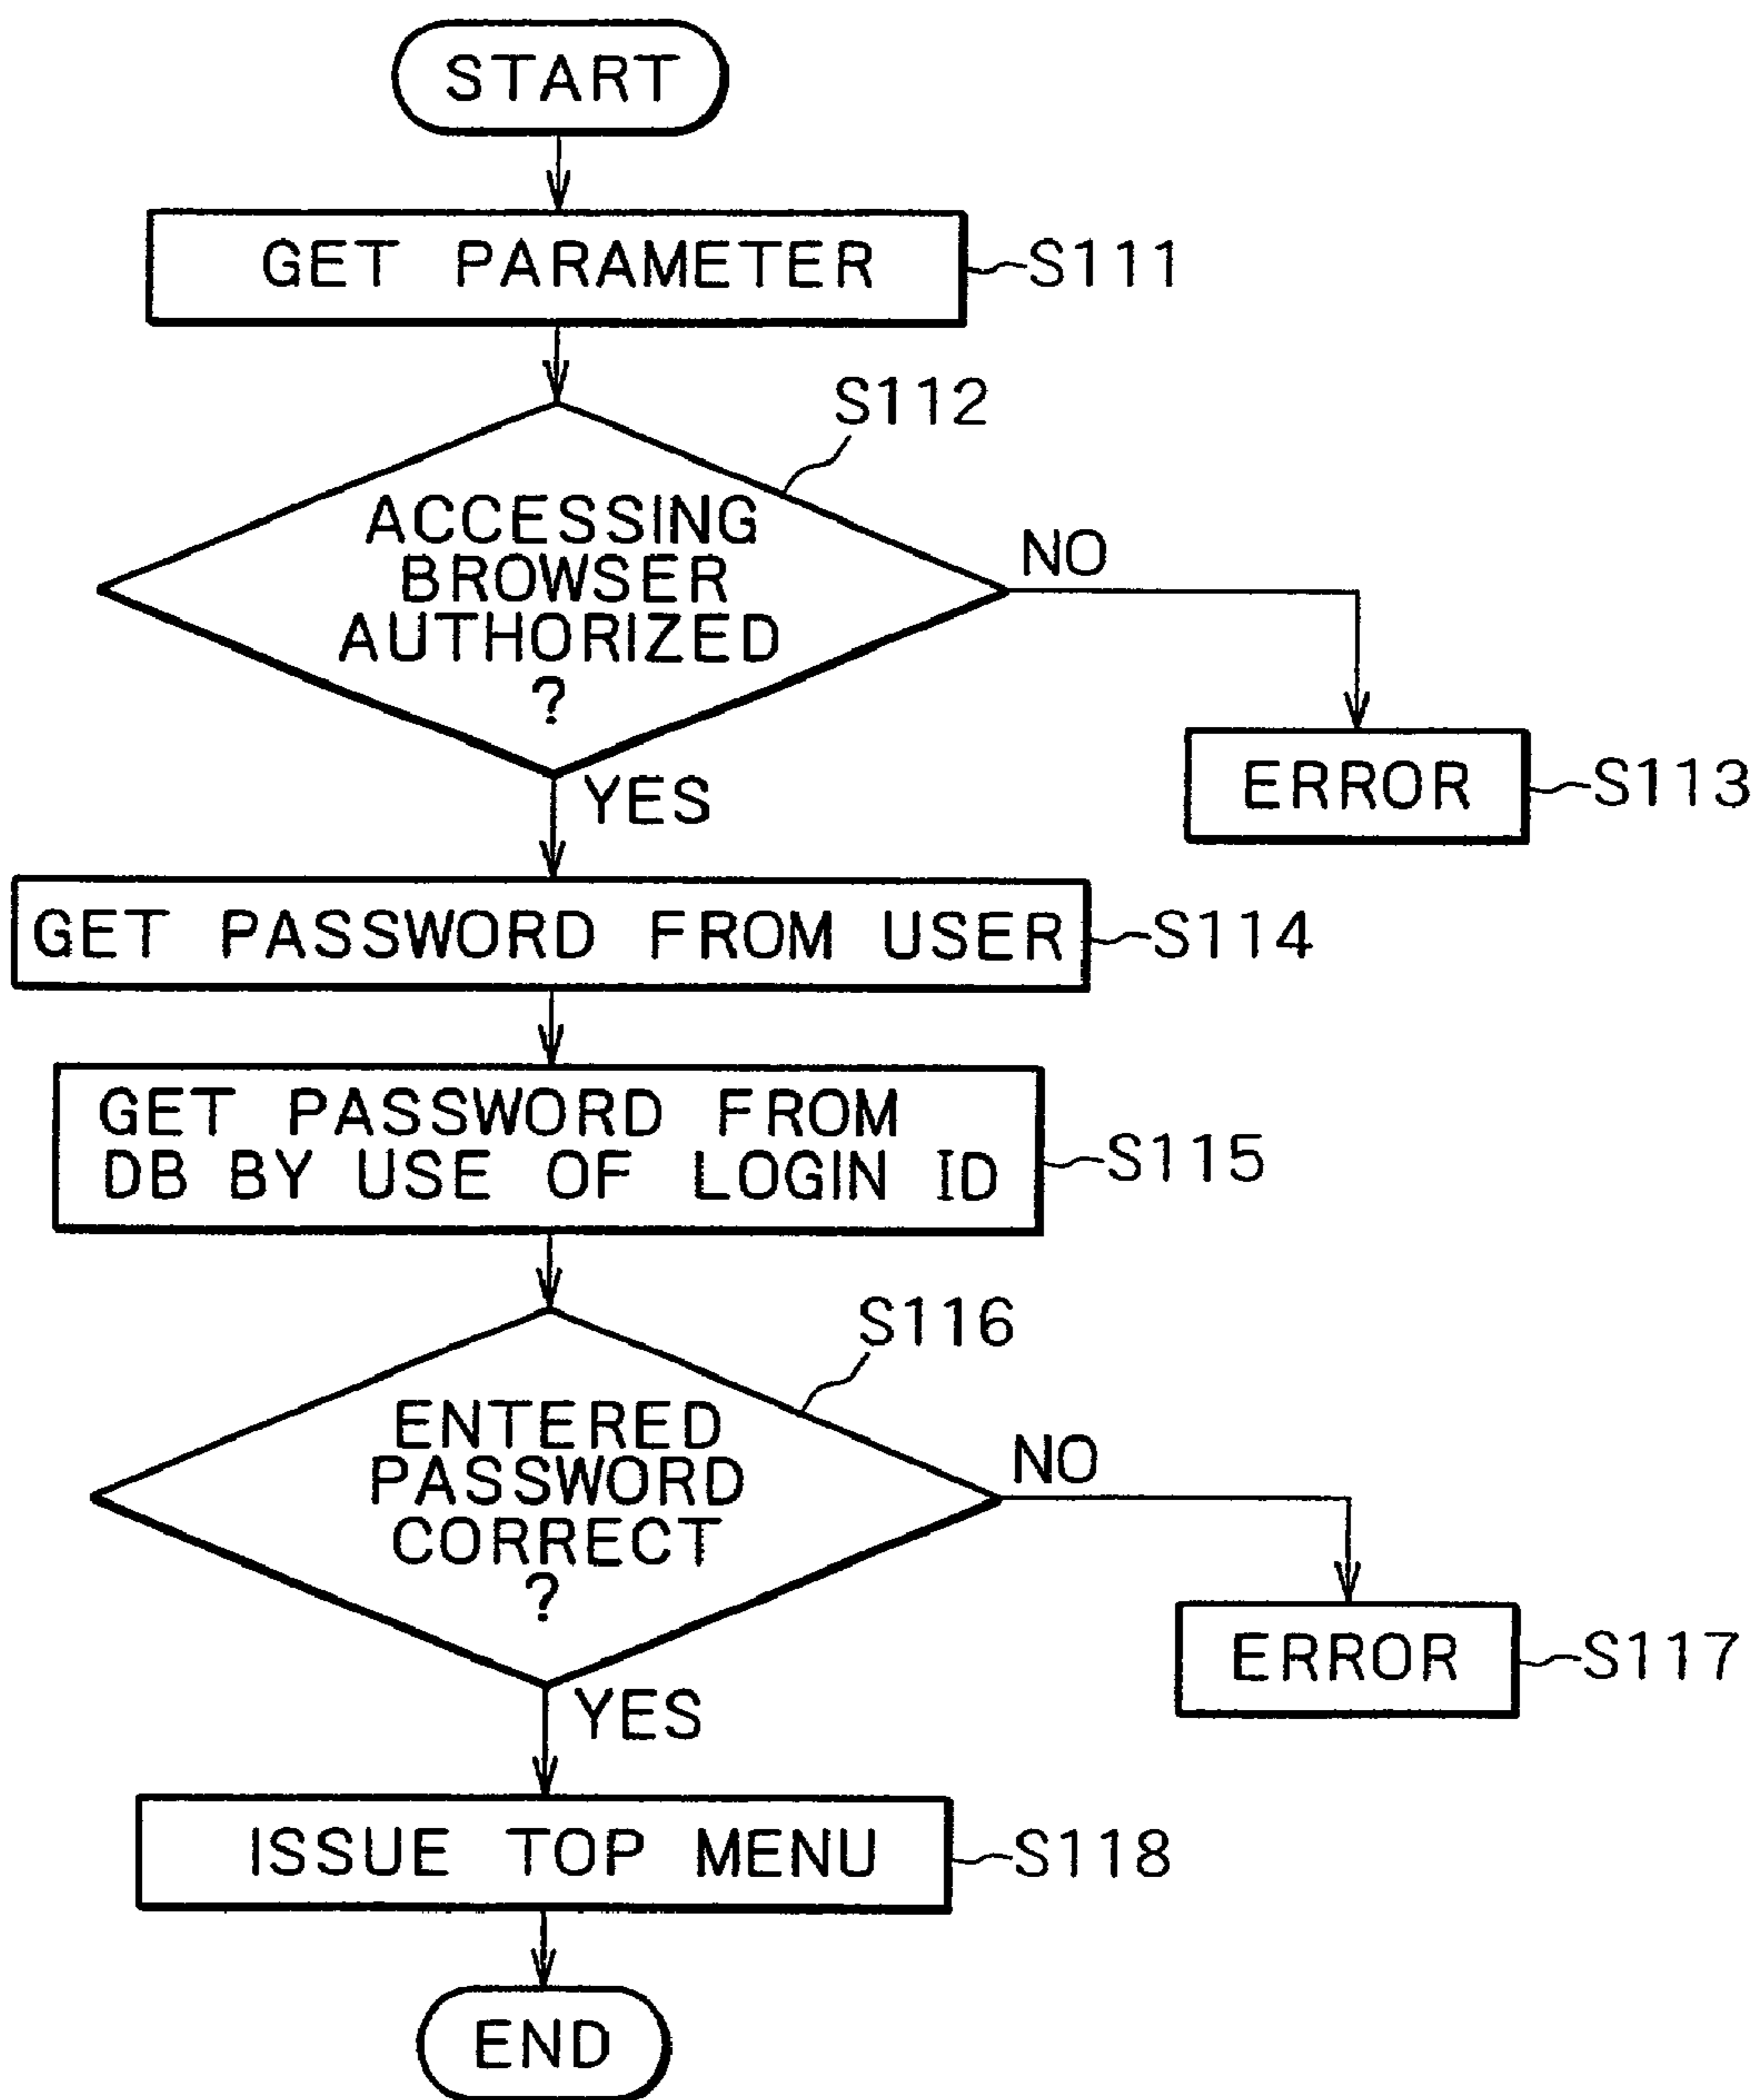 START
GET PARAMETER
S111
S112
ACCESSING
BROWSER
AUTHORIZED
?
NO
ERROR
S113
YES
GET PASSWORD FROM USER
S114
GET PASSWORD FROM
DB BY USE OF LOGIN ID
S115
S116
ENTERED
PASSWORD
CORRECT
?
NO
ERROR
S117
YES
ISSUE TOP MENU
S118
END